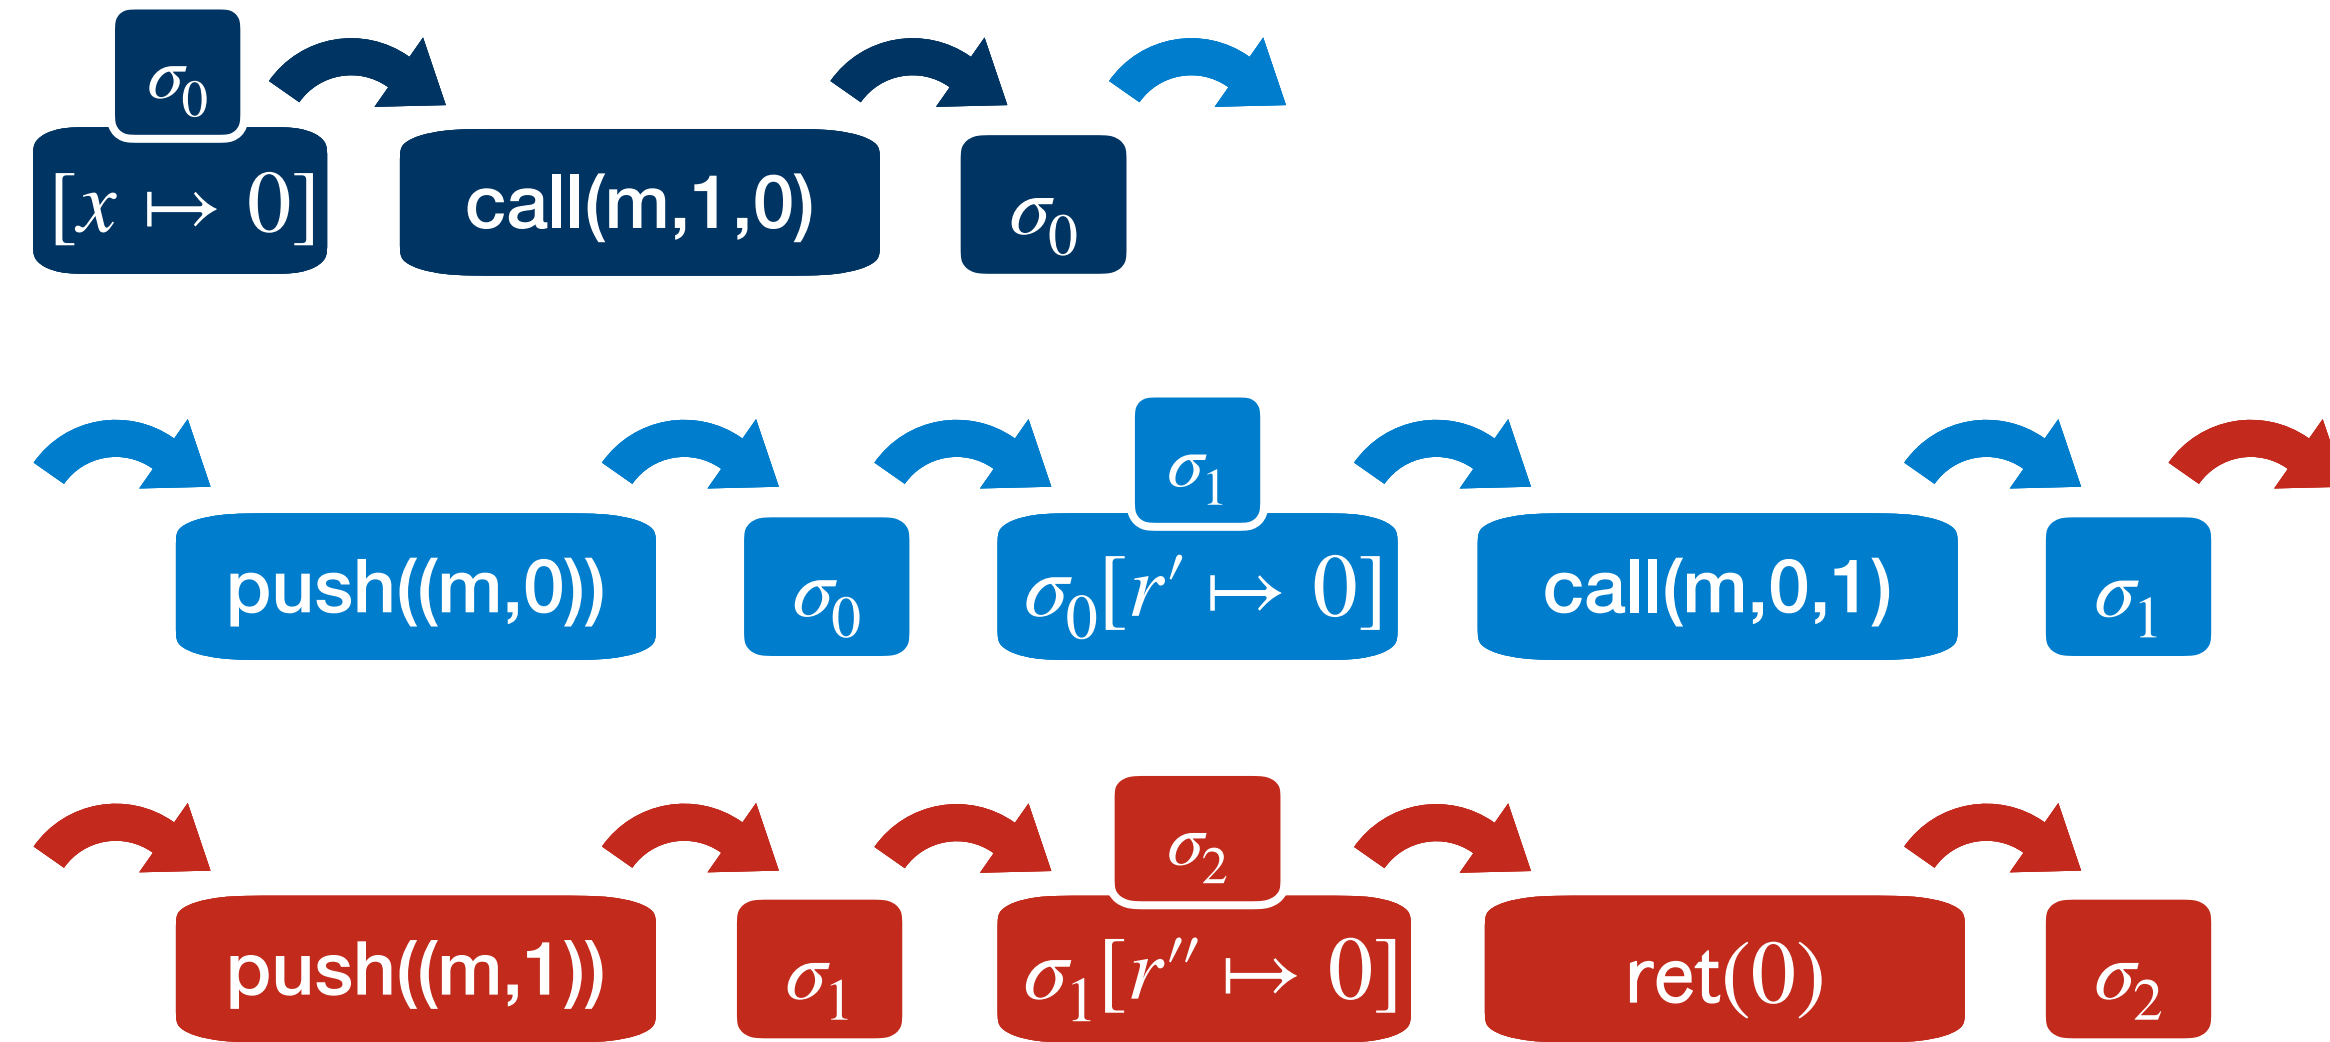 σ₀
[x ↦ 0] call(m,1,0) σ₀
σ₁
push((m,0)) σ₀ σ₀[r′ ↦ 0] call(m,0,1) σ₁
σ₂
push((m,1)) σ₁ σ₁[r″ ↦ 0] ret(0) σ₂